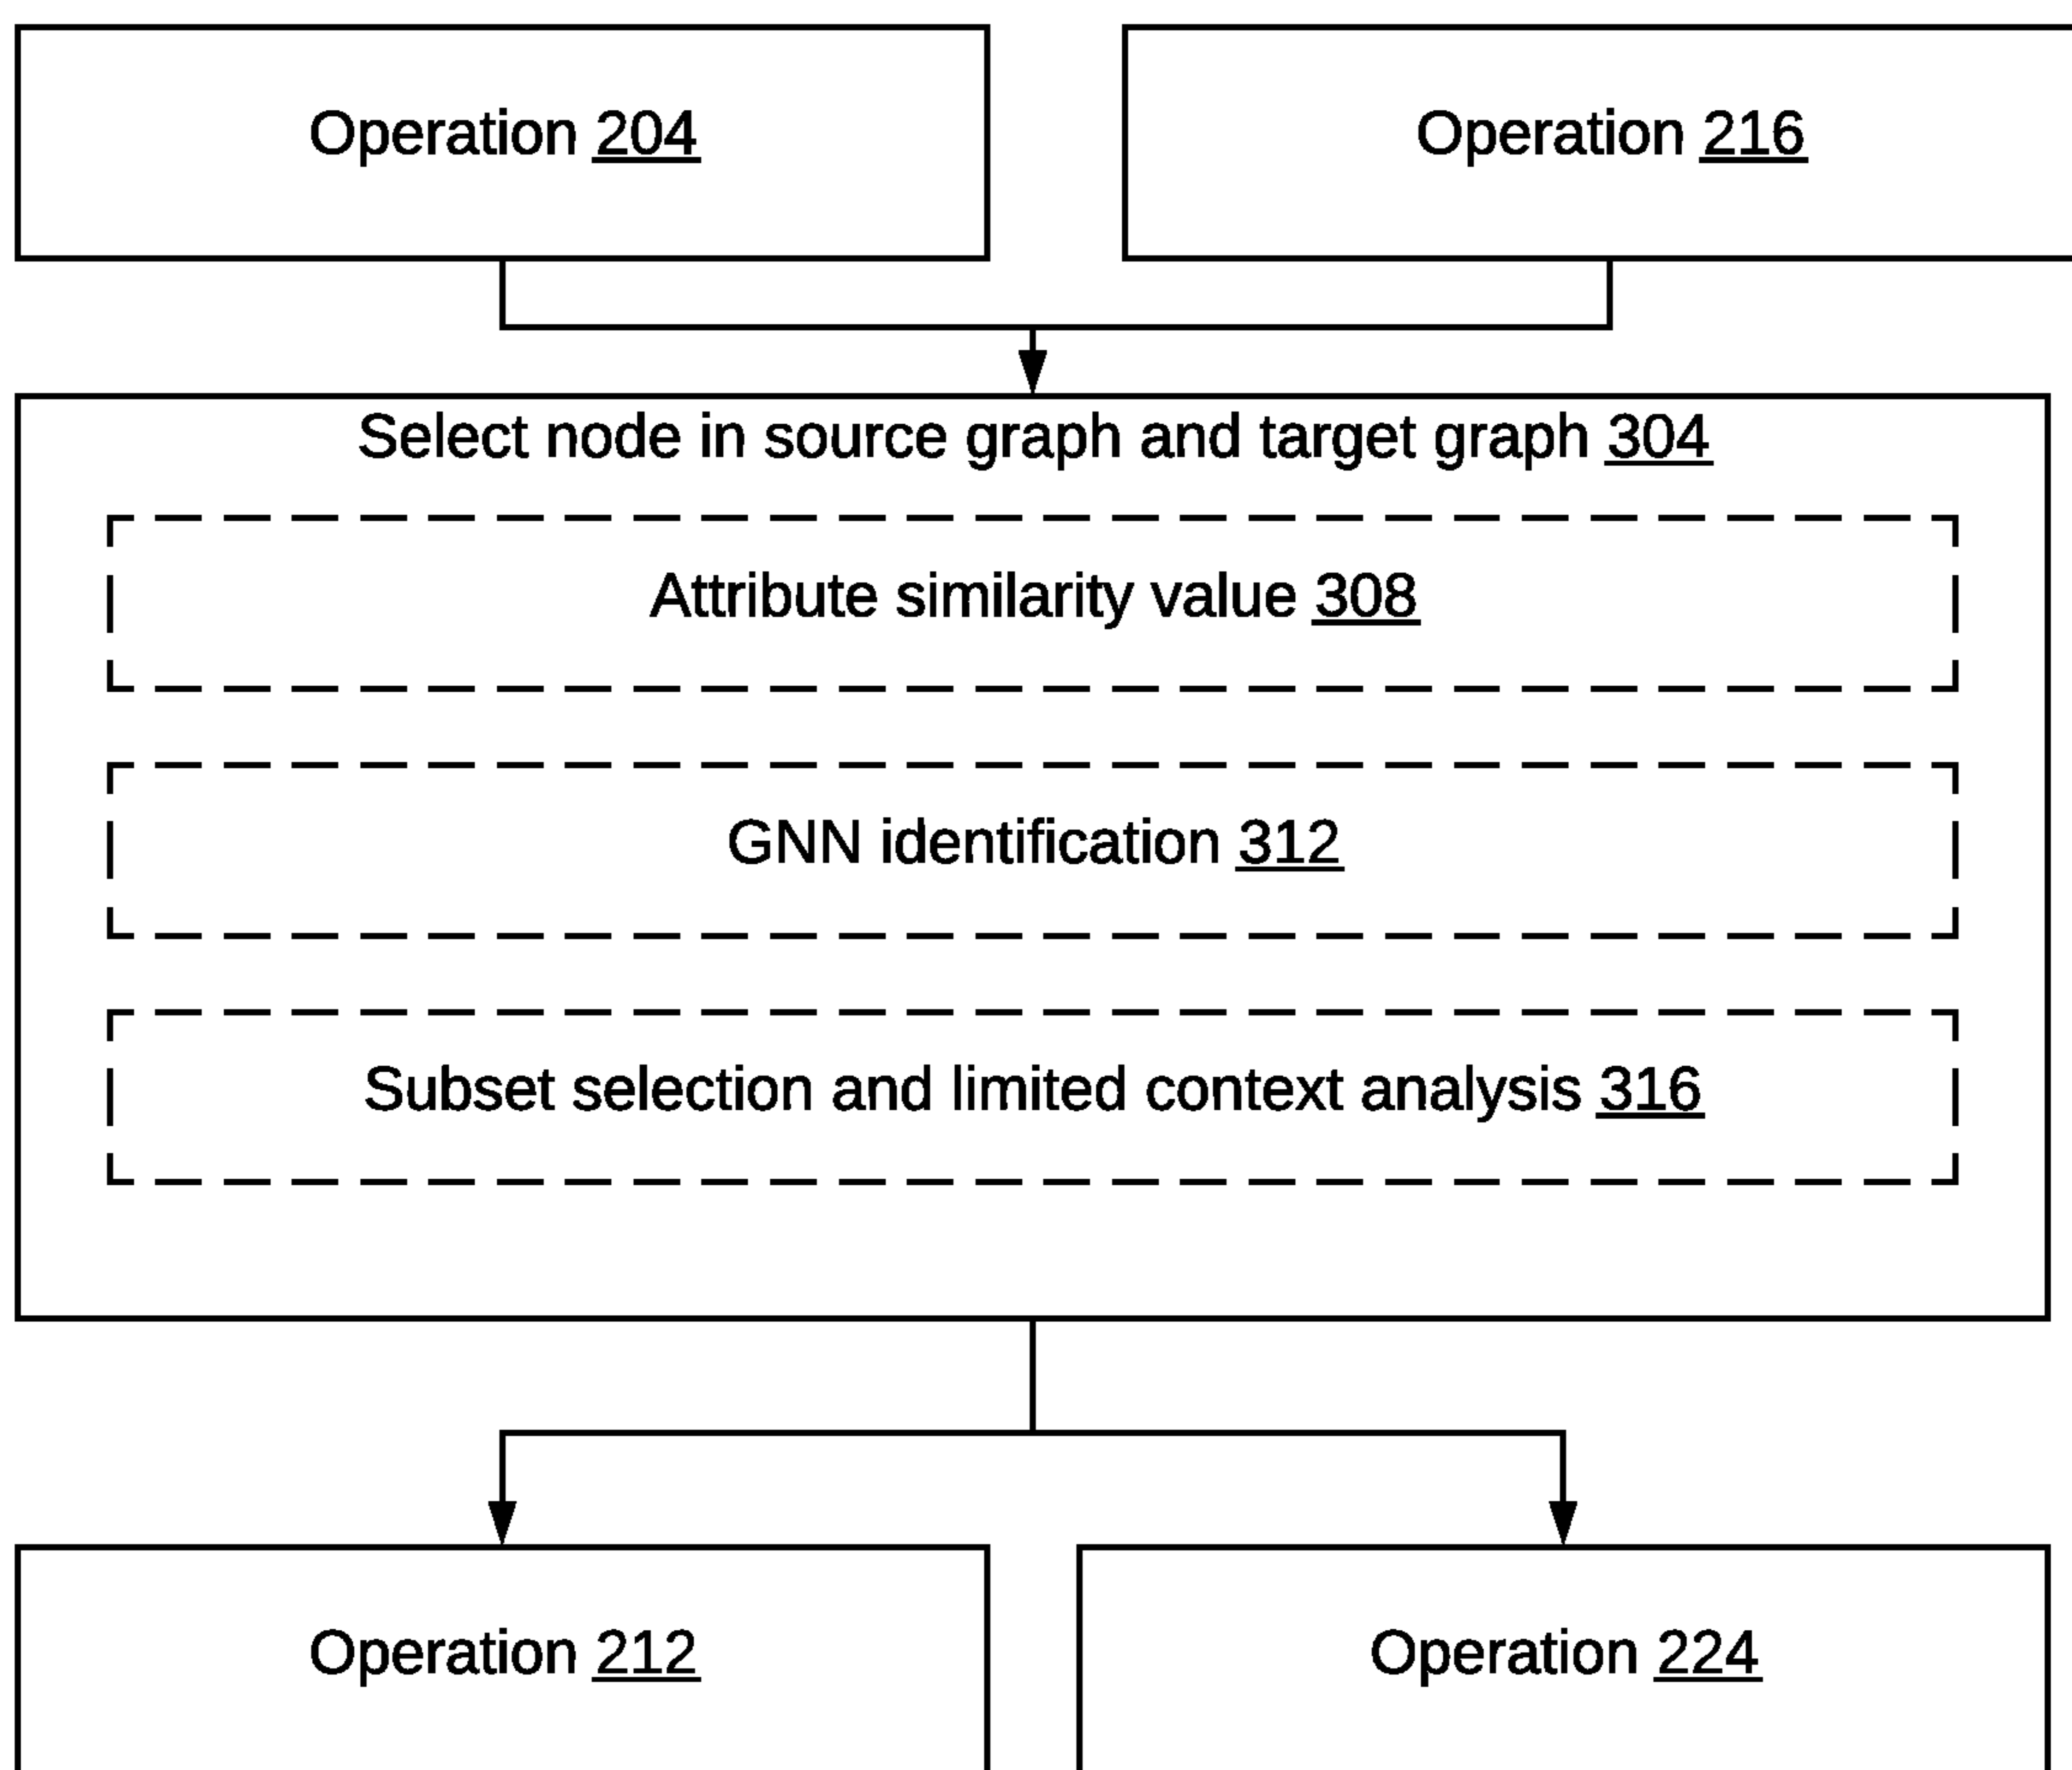 Operation 204
Operation 216
Select node in source graph and target graph 304
Attribute similarity value 308
GNN identification 312
Subset selection and limited context analysis 316
Operation 212
Operation 224